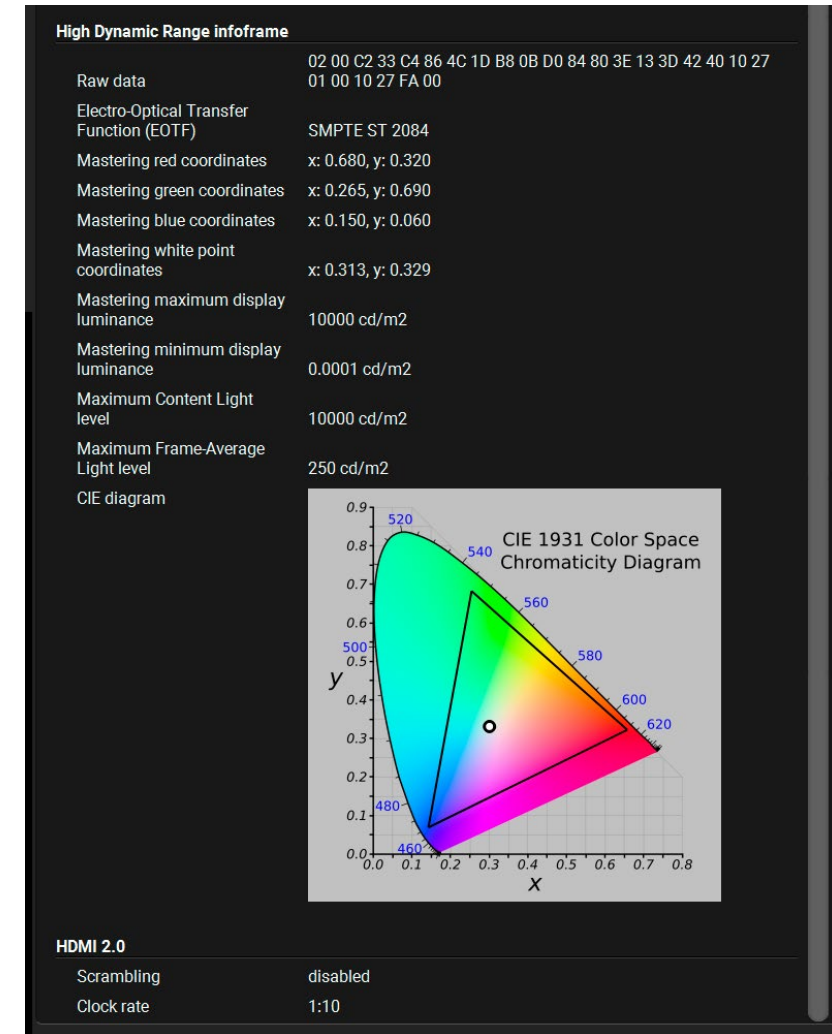 High Dynamic Range infoframe
02 00 C2 33 C4 86 4C 1D B8 0B D0 84 80 3E 13 3D 42 40 10 27
Raw data 01 00 10 27 FA 00
Electro-Optical Transfer
Function (EOTF) SMPTE ST 2084
Mastering red coordinates x: 0.680, y: 0.320
Mastering green coordinates x: 0.265, y: 0.690
Mastering blue coordinates x: 0.150, y: 0.060
Mastering white point
coordinates x: 0.313, y: 0.329
Mastering maximum display
luminance 10000 cd/m2
Mastering minimum display
luminance 0.0001 cd/m2
Maximum Content Light
level 10000 cd/m2
Maximum Frame-Average
Light level 250 cd/m2
CIE diagram
CIE 1931 Color Space
Chromaticity Diagram
0.9
0.8
0.7
0.6
0.5
0.4
0.3
0.2
0.1
0.0
y
520
540
560
500
580
600
620
480
460
0.0 0.1 0.2 0.3 0.4 0.5 0.6 0.7 0.8
x
HDMI 2.0
Scrambling disabled
Clock rate 1:10